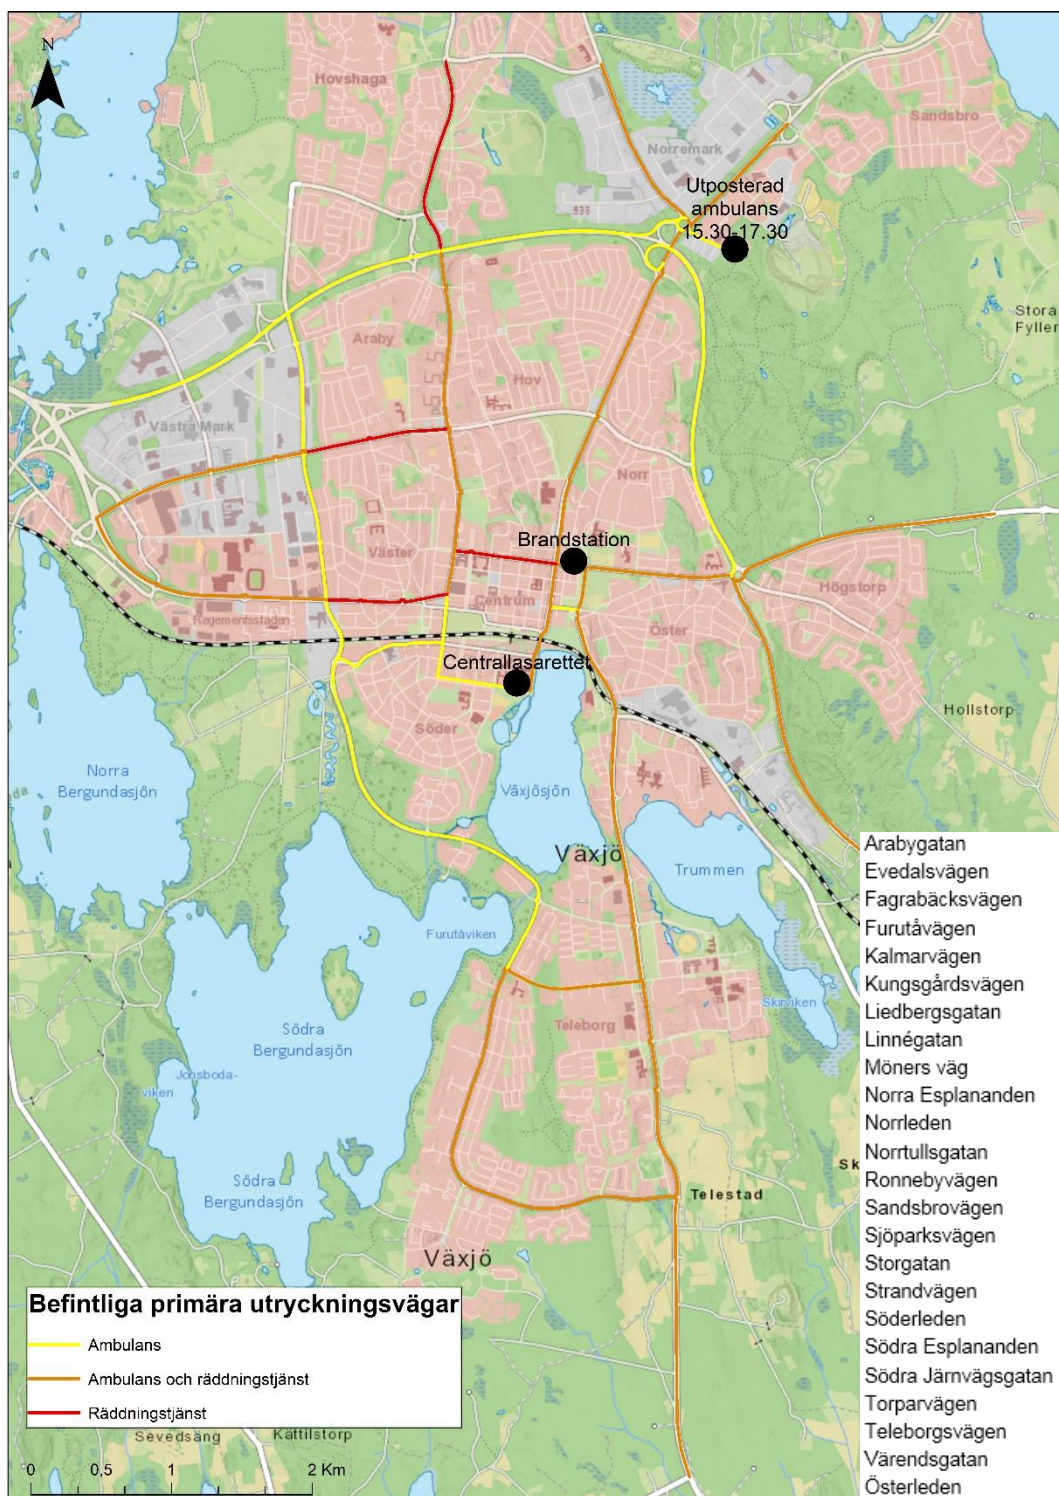 N
Hovshaga
Sandsbro
Norremark
Utposterad
ambulans
15.30-17.30
Stora
Fyller
Araby
Hov
Västra Mark
Norr
Brandstation
Väster
Högstorp
Centrum
Regementsstaden
Öster
Centrallasarettet
Hollstorp
Söder
Norra
Bergundasjön
Växjösjön
Växjö
Trummen
Furutåviken
Skirviken
Teleborg
Södra
Bergundasjön
Jonsboda-
viken
Södra
Bergundasjön
Sk
Telestad
Växjö
Arabygatan
Evedalsvägen
Fagrabäcksvägen
Furutåvägen
Kalmarvägen
Kungsgårdsvägen
Liedbergsgatan
Linnégatan
Möners väg
Norra Esplananden
Norrleden
Norrtullsgatan
Ronnebyvägen
Sandsbrovägen
Sjöparksvägen
Storgatan
Strandvägen
Söderleden
Södra Esplananden
Södra Järnvägsgatan
Torparvägen
Teleborgsvägen
Värendsgatan
Österleden
Befintliga primära utryckningsvägar
Ambulans
Ambulans och räddningstjänst
Räddningstjänst
Sevedsäng
Kättilstorp
0 0,5 1 2 Km